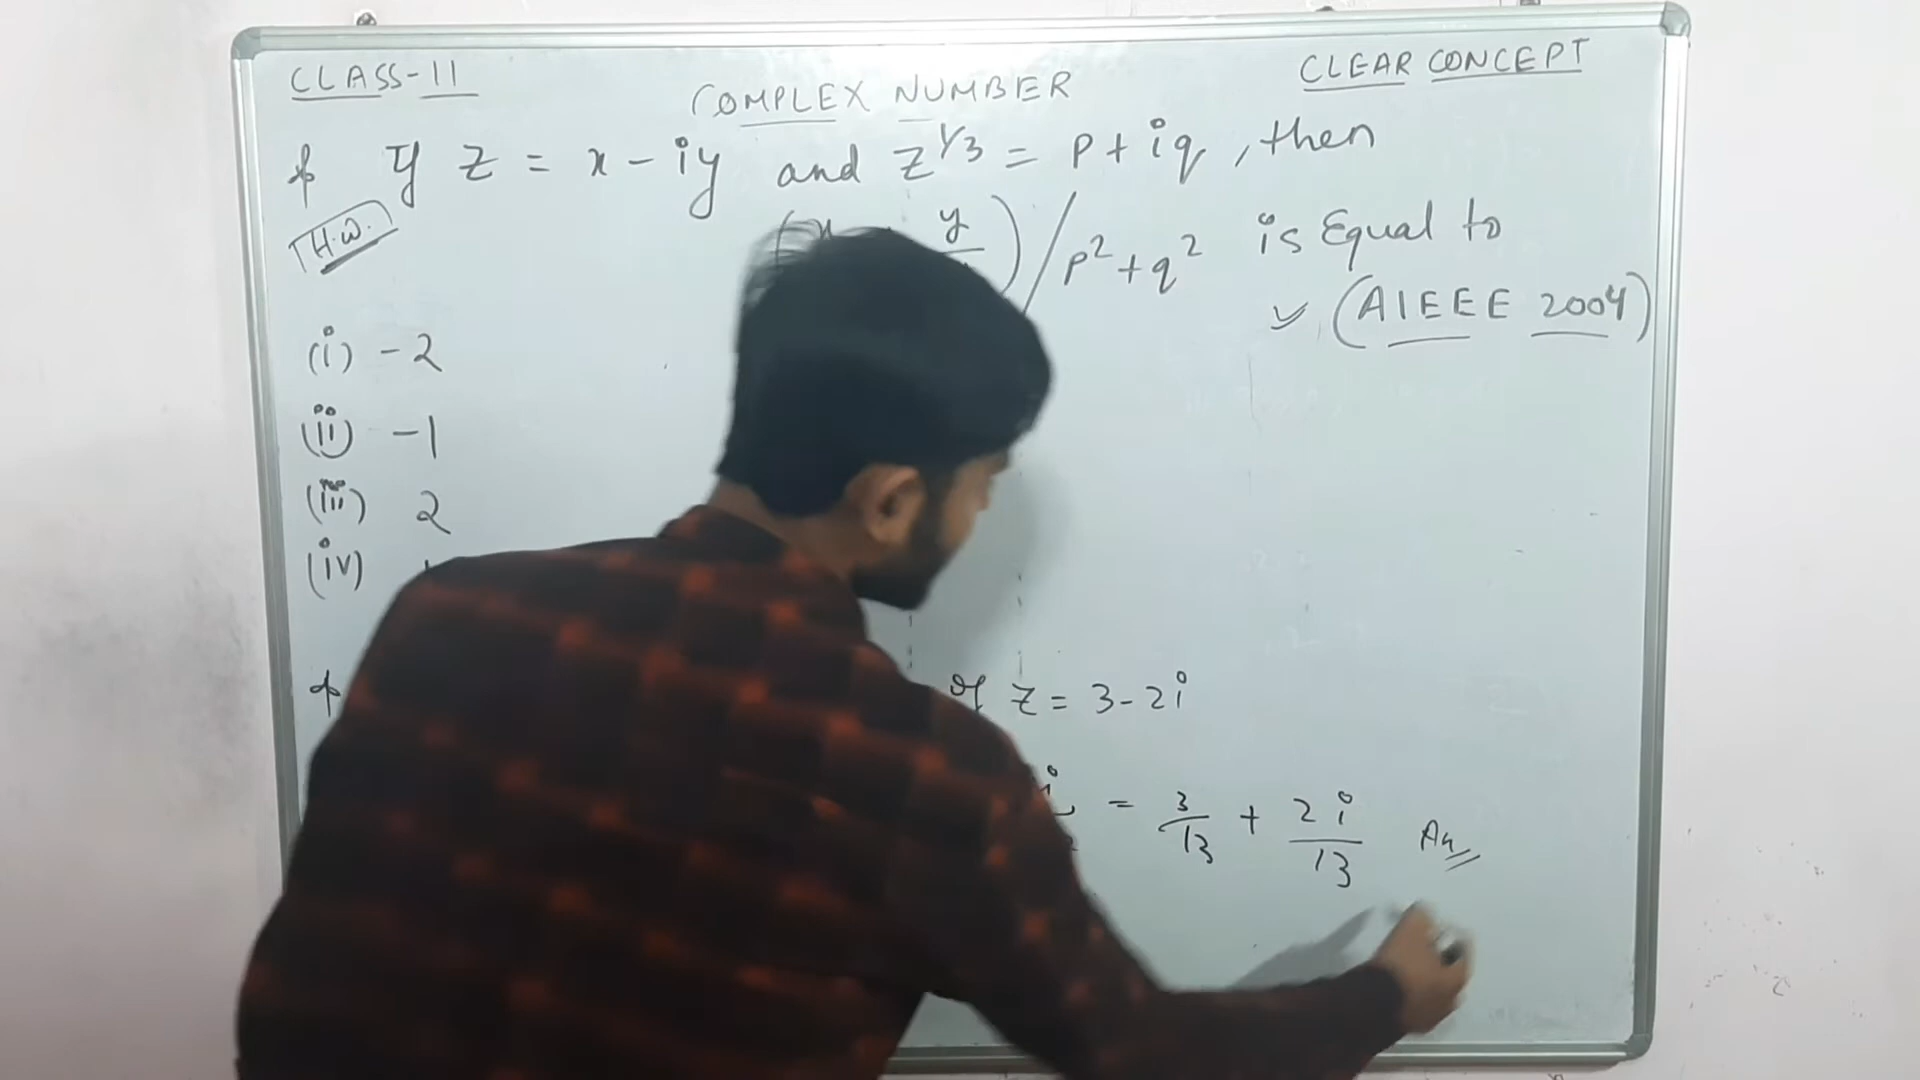 CLASS-11
COMPLEX NUMBER
CLEAR CONCEPT
If z = x - iy and z^1/3 = p + iq, then
H.W.
y ) / p² + q² is Equal to
(AIEEE 2004)
(i) -2
(ii) -1
(iii) 2
(iv)
of z = 3 - 2i
= 3/13 + 2i/13 An